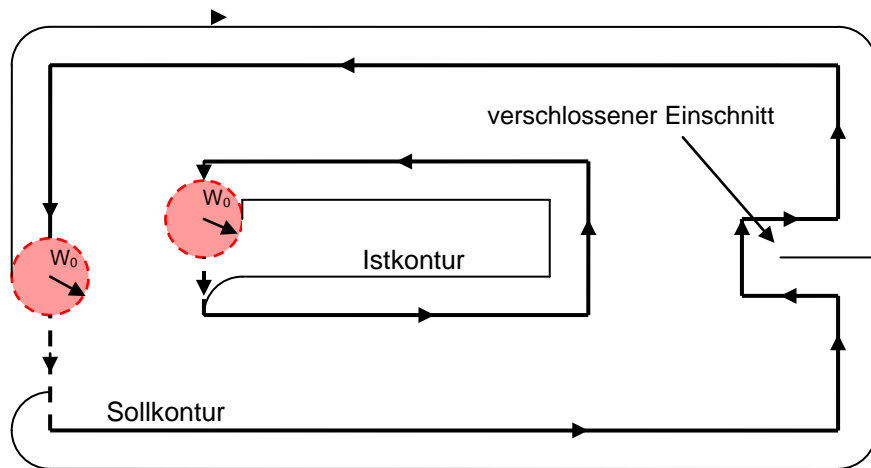 verschlossener Einschnitt
W₀
W₀
Istkontur
Sollkontur